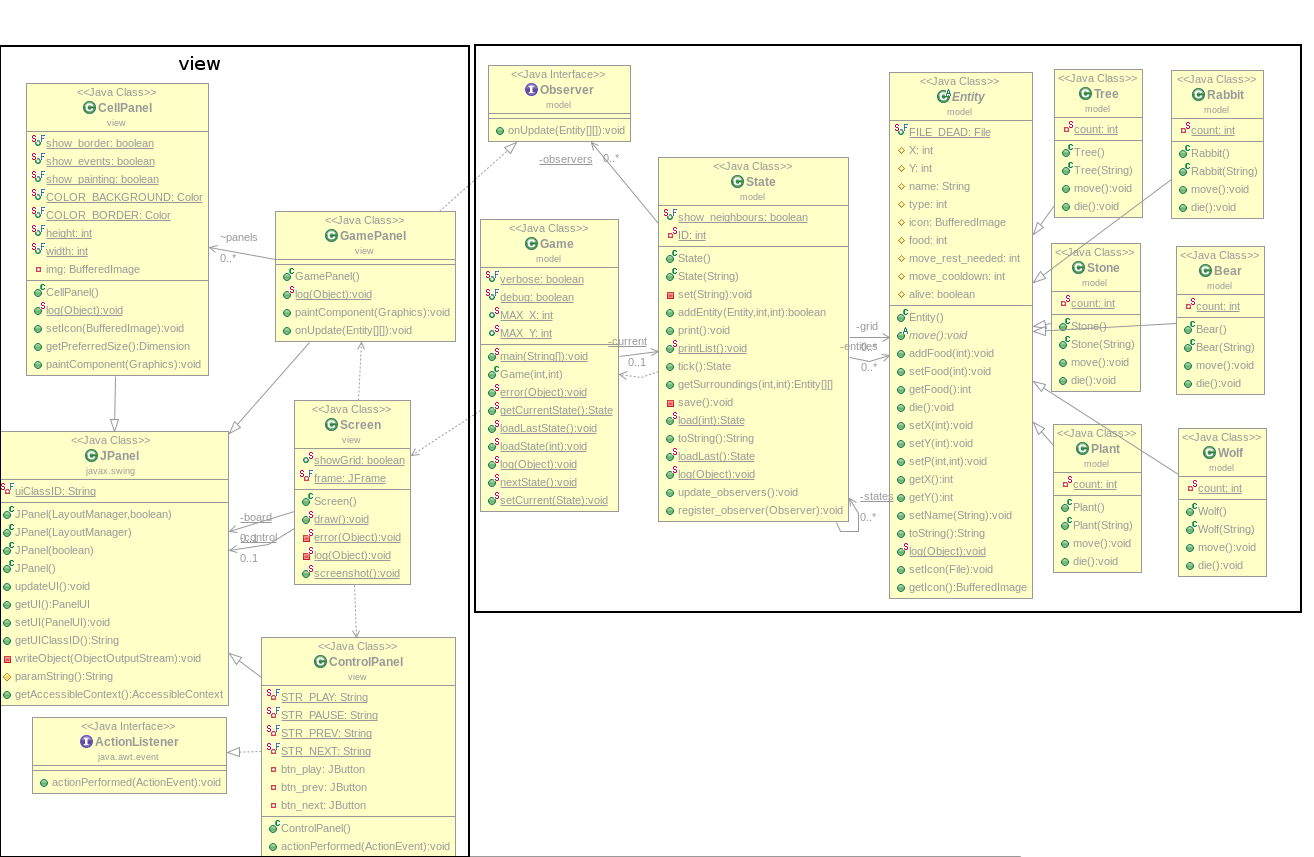 view
<<Java Class>>
CellPanel
view
show_border: boolean
show_events: boolean
show_painting: boolean
COLOR_BACKGROUND: Color
COLOR_BORDER: Color
height: int
width: int
img: BufferedImage
CellPanel()
log(Object):void
setIcon(BufferedImage):void
getPreferredSize():Dimension
paintComponent(Graphics):void
~panels
0..*
<<Java Class>>
GamePanel
view
GamePanel()
log(Object):void
paintComponent(Graphics):void
onUpdate(Entity[][]):void
<<Java Class>>
JPanel
javax.swing
uiClassID: String
JPanel(LayoutManager,boolean)
JPanel(LayoutManager)
JPanel(boolean)
JPanel()
updateUI():void
getUI():PanelUI
setUI(PanelUI):void
getUIClassID():String
writeObject(ObjectOutputStream):void
paramString():String
getAccessibleContext():AccessibleContext
-board
0..1
-control
0..1
<<Java Class>>
Screen
view
showGrid: boolean
frame: JFrame
Screen()
draw():void
error(Object):void
log(Object):void
screenshot():void
<<Java Interface>>
ActionListener
java.awt.event
actionPerformed(ActionEvent):void
<<Java Class>>
ControlPanel
view
STR_PLAY: String
STR_PAUSE: String
STR_PREV: String
STR_NEXT: String
btn_play: JButton
btn_prev: JButton
btn_next: JButton
ControlPanel()
actionPerformed(ActionEvent):void
<<Java Interface>>
Observer
model
onUpdate(Entity[][]):void
-observers
0..*
<<Java Class>>
Game
model
verbose: boolean
debug: boolean
MAX_X: int
MAX_Y: int
main(String[]):void
Game(int,int)
error(Object):void
getCurrentState():State
loadLastState():void
loadState(int):void
log(Object):void
nextState():void
setCurrent(State):void
-current
0..1
<<Java Class>>
State
model
show_neighbours: boolean
ID: int
State()
State(String)
set(String):void
addEntity(Entity,int,int):boolean
print():void
printList():void
tick():State
getSurroundings(int,int):Entity[][]
save():void
load(int):State
toString():String
loadLast():State
log(Object):void
update_observers():void
register_observer(Observer):void
-grid
0..*
-entities
0..*
-states
0..*
<<Java Class>>
Entity
model
FILE_DEAD: File
X: int
Y: int
name: String
type: int
icon: BufferedImage
food: int
move_rest_needed: int
move_cooldown: int
alive: boolean
Entity()
move():void
addFood(int):void
setFood(int):void
getFood():int
die():void
setX(int):void
setY(int):void
setP(int,int):void
getX():int
getY():int
setName(String):void
toString():String
log(Object):void
setIcon(File):void
getIcon():BufferedImage
<<Java Class>>
Tree
model
count: int
Tree()
Tree(String)
move():void
die():void
<<Java Class>>
Rabbit
model
count: int
Rabbit()
Rabbit(String)
move():void
die():void
<<Java Class>>
Stone
model
count: int
Stone()
Stone(String)
move():void
die():void
<<Java Class>>
Bear
model
count: int
Bear()
Bear(String)
move():void
die():void
<<Java Class>>
Plant
model
count: int
Plant()
Plant(String)
move():void
die():void
<<Java Class>>
Wolf
model
count: int
Wolf()
Wolf(String)
move():void
die():void